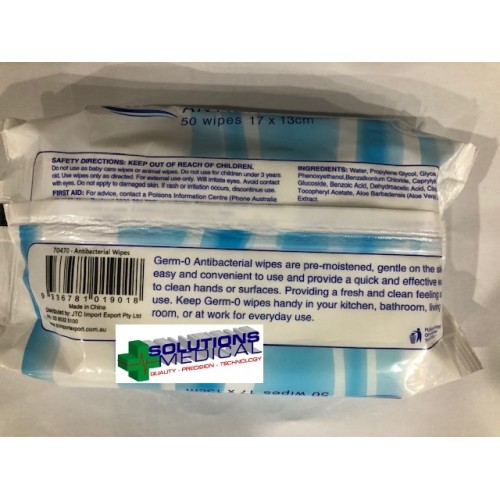 50 wipes 17 x 13cm
SAFETY DIRECTIONS: KEEP OUT OF REACH OF CHILDREN.
Do not use as baby care wipes or animal wipes. Do not use for children under 3 years
old. Use wipes only as directed. For external use only. Will irritate eyes. Avoid contact
with eyes. Do not apply to damaged skin. If rash or irritation occurs, discontinue use.
FIRST AID: For advice, contact a Poisons Information Centre (Phone Australia
INGREDIENTS: Water, Propylene Glycol,
Phenoxyethanol, Benzalkonium Chloride,
Glucoside, Benzoic Acid, Dehydroacetic Acid,
Tocopheryl Acetate, Aloe Barbadensis (Aloe
Extract.
70470 - Antibacterial Wipes
9 336781 019018
Made in China
Distributed by: JTC Import Export Pty Ltd
Germ-0 Antibacterial wipes are pre-moistened, gentle on the
easy and convenient to use and provide a quick and effective
to clean hands or surfaces. Providing a fresh and clean feeling
use. Keep Germ-0 wipes handy in your kitchen, bathroom,
room, or at work for everyday use.
SOLUTIONS
MEDICAL
QUALITY - PRECISION - TECHNOLOGY
50 wipes 17 x 13cm